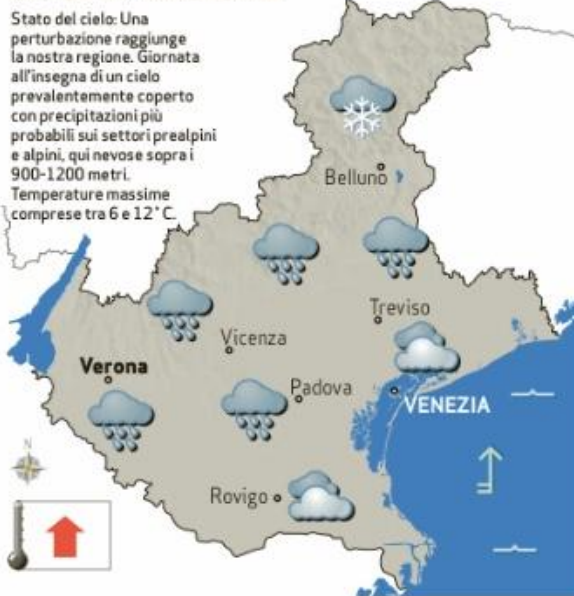 Stato del cielo: Una
perturbazione raggiunge
la nostra regione. Giornata
all'insegna di un cielo
prevalentemente coperto
con precipitazioni più
probabili sui settori prealpini
e alpini, qui nevose sopra i
900-1200 metri.
Temperature massime
comprese tra 6 e 12°C.
Belluno
Treviso
Vicenza
Verona
Padova
VENEZIA
N
Rovigo